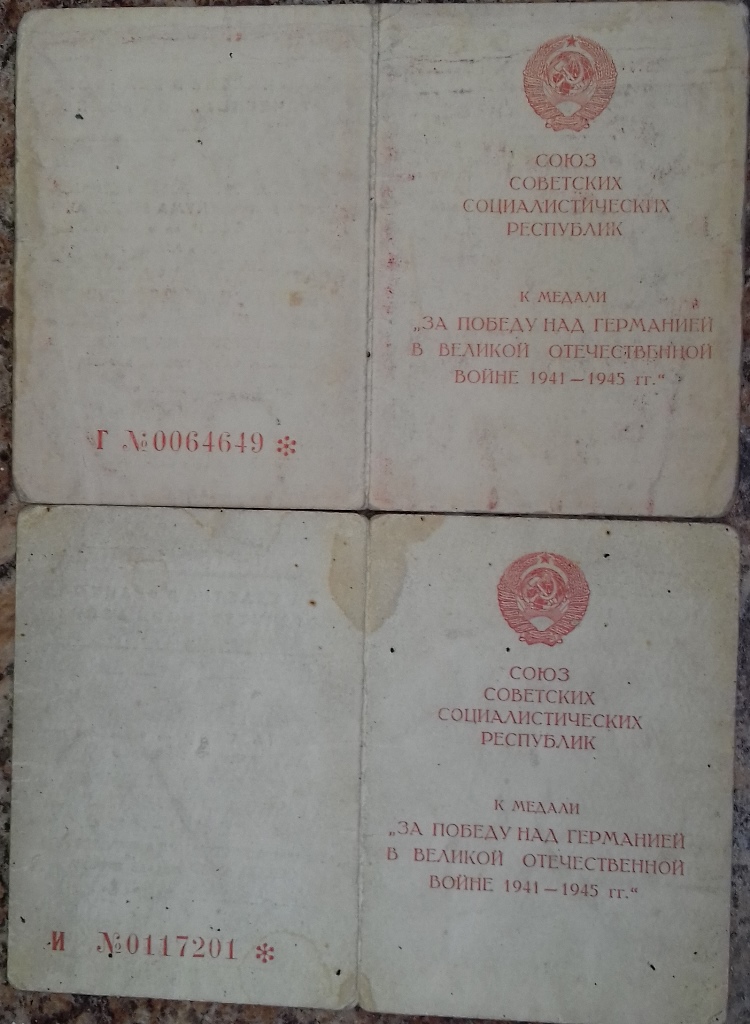 СОЮЗ
СОВЕТСКИХ
СОЦИАЛИСТИЧЕСКИХ
РЕСПУБЛИК
К МЕДАЛИ
„ЗА ПОБЕДУ НАД ГЕРМАНИЕЙ
В ВЕЛИКОЙ ОТЕЧЕСТВЕННОЙ
ВОЙНЕ 1941—1945 гг.“
Г №0064649 *
СОЮЗ
СОВЕТСКИХ
СОЦИАЛИСТИЧЕСКИХ
РЕСПУБЛИК
К МЕДАЛИ
„ЗА ПОБЕДУ НАД ГЕРМАНИЕЙ
В ВЕЛИКОЙ ОТЕЧЕСТВЕННОЙ
ВОЙНЕ 1941—1945 гг.“
И №0117201 *